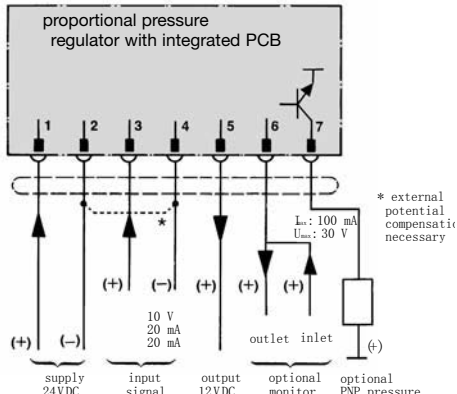 proportional pressure
regulator with integrated PCB
1 2 3 4 5 6 7
* external
potential
compensatio
necessary
*
Imax: 100 mA
Umax: 30 V
(+) (−) (+) (+) (+)
10 V
20 mA
20 mA
(+) (−)
outlet inlet
(+)
supply input output optional optional
24VDC signal 12VDC monitor PNP pressure